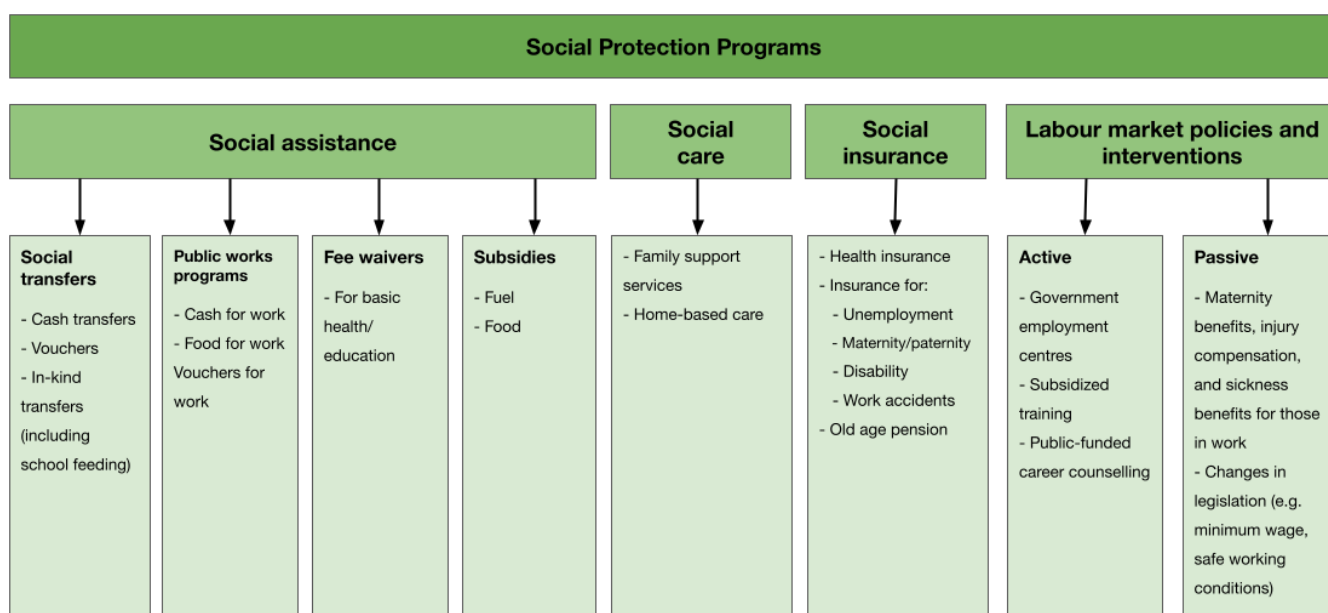 Social Protection Programs
Social assistance
Social
care
Social
insurance
Labour market policies and
interventions
Social
transfers
- Cash transfers
- Vouchers
- In-kind
transfers
(including
school feeding)
Public works
programs
- Cash for work
- Food for work
Vouchers for
work
Fee waivers
- For basic
health/
education
Subsidies
- Fuel
- Food
- Family support
services
- Home-based care
- Health insurance
- Insurance for:
- Unemployment
- Maternity/paternity
- Disability
- Work accidents
- Old age pension
Active
- Government
employment
centres
- Subsidized
training
- Public-funded
career counselling
Passive
- Maternity
benefits, injury
compensation,
and sickness
benefits for those
in work
- Changes in
legislation (e.g.
minimum wage,
safe working
conditions)